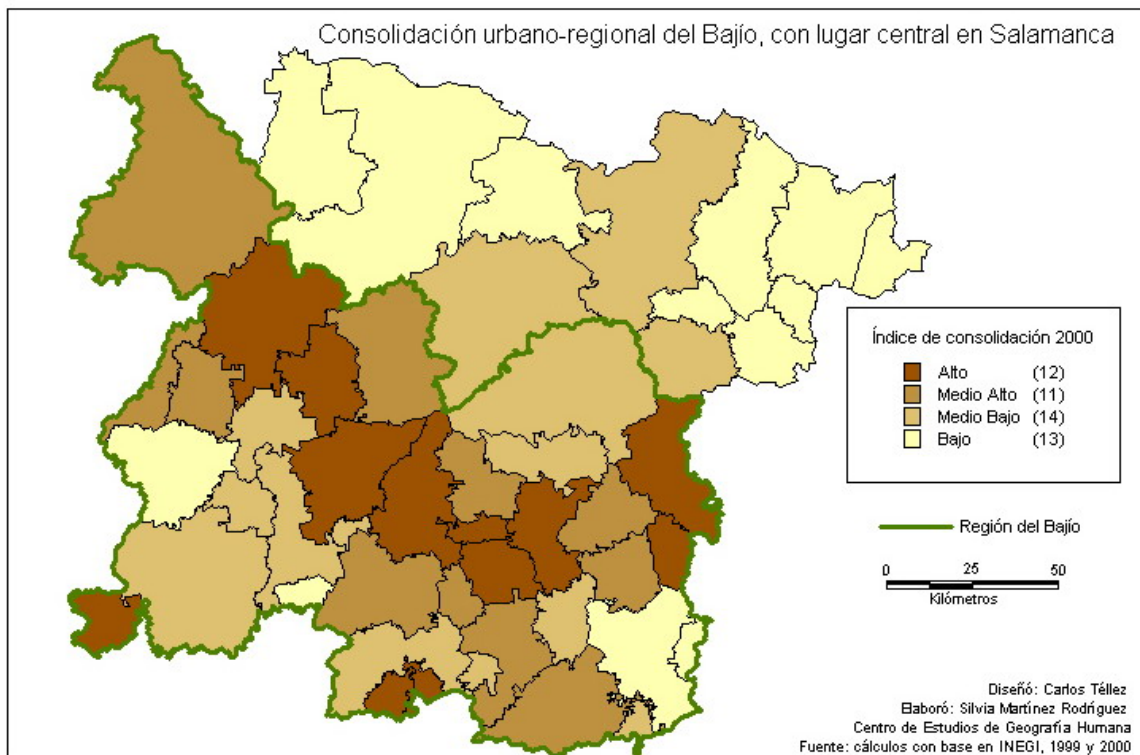 Consolidación urbano-regional del Bajío, con lugar central en Salamanca
Índice de consolidación 2000
Alto (12)
Medio Alto (11)
Medio Bajo (14)
Bajo (13)
Región del Bajío
0 25 50
Kilómetros
Diseñó: Carlos Téllez
Elaboró: Silvia Martínez Rodríguez
Centro de Estudios de Geografía Humana
Fuente: cálculos con base en INEGI, 1999 y 2000